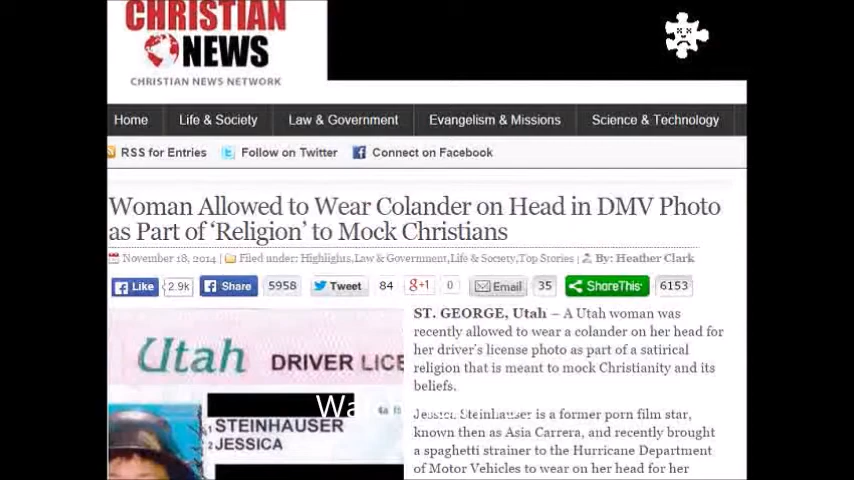 CHRISTIAN
NEWS
CHRISTIAN NEWS NETWORK
Home Life & Society Law & Government Evangelism & Missions Science & Technology
RSS for Entries Follow on Twitter Connect on Facebook
Woman Allowed to Wear Colander on Head in DMV Photo
as Part of ‘Religion’ to Mock Christians
November 18, 2014 | Filed under: Highlights,Law & Government,Life & Society,Top Stories | By: Heather Clark
Like 2.9k Share 5958 Tweet 84 g+1 0 Email 35 ShareThis 6153
ST. GEORGE, Utah – A Utah woman was
recently allowed to wear a colander on her head for
her driver's license photo as part of a satirical
religion that is meant to mock Christianity and its
beliefs.
Jessica Steinhauser is a former porn film star,
known then as Asia Carrera, and recently brought
a spaghetti strainer to the Hurricane Department
of Motor Vehicles to wear on her head for her
Utah DRIVER LICE
1 STEINHAUSER
2 JESSICA